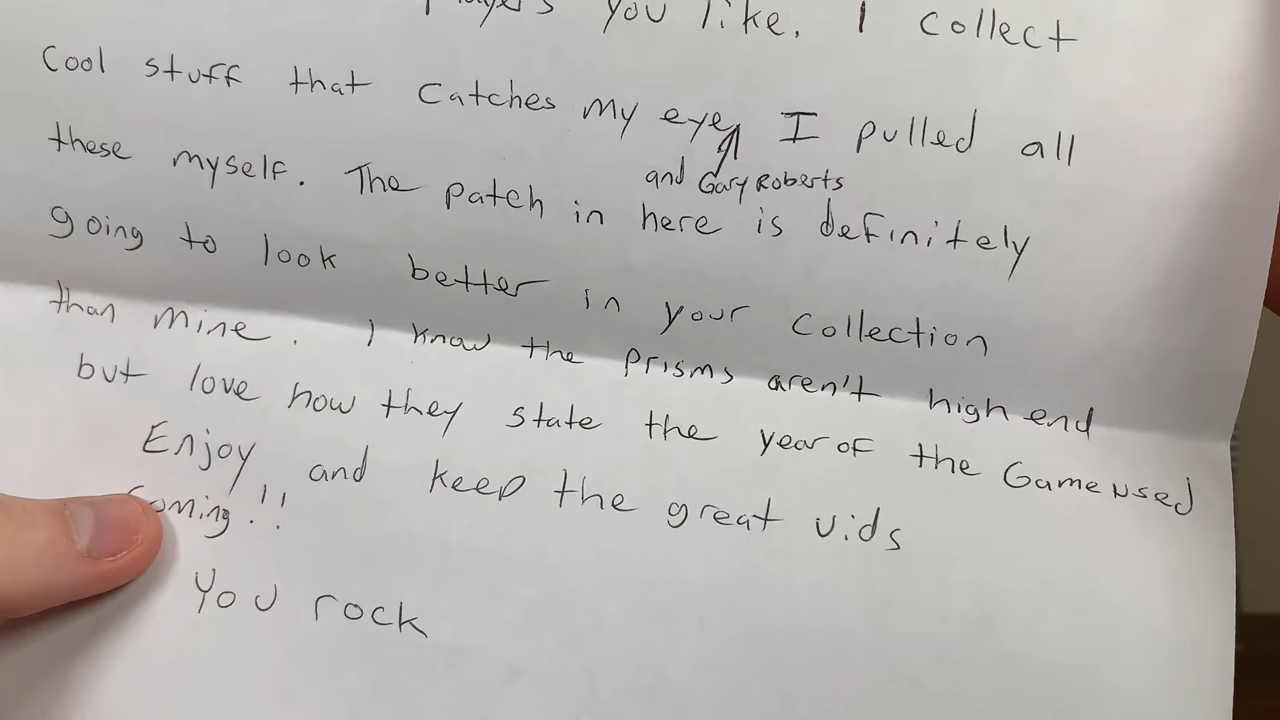 players you like. I collect
Cool stuff that catches my eye, I pulled all
and Gary Roberts
these myself. The patch in here is definitely
going to look better in your collection
than mine. I know the prisms aren't high end
but love how they state the year of the Game used
Enjoy and keep the great vids
Coming!!
You rock